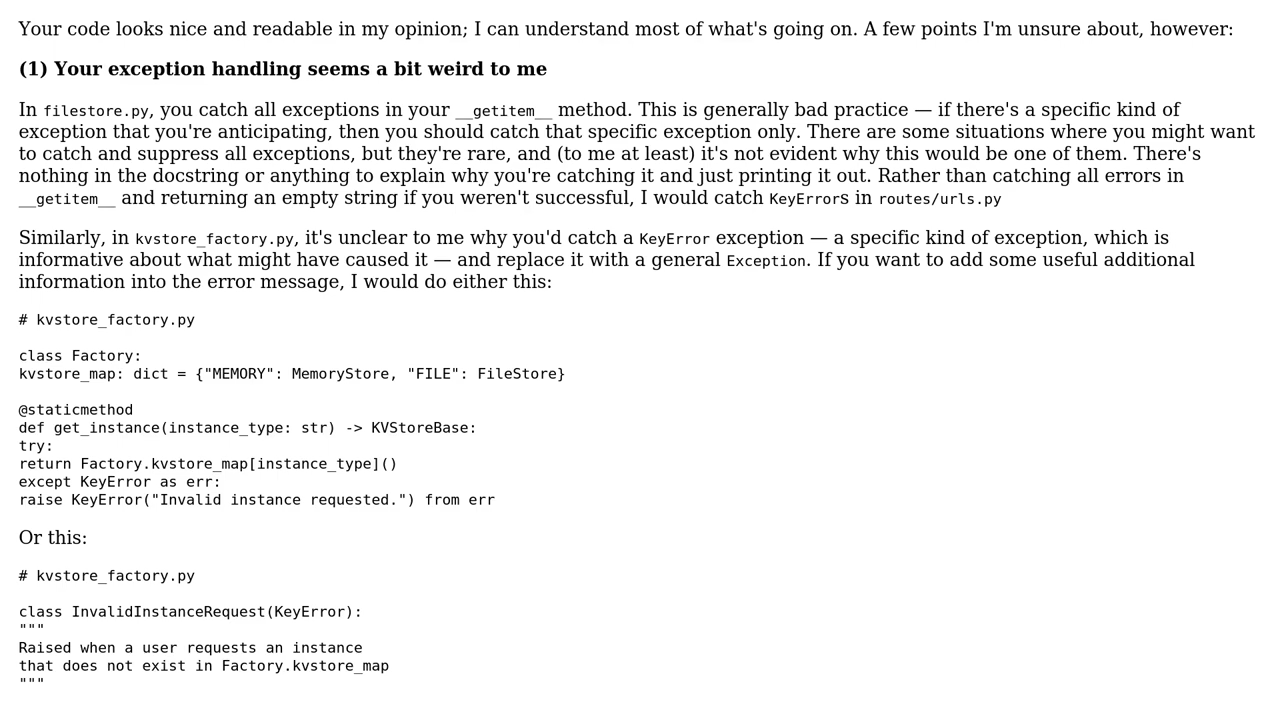 Your code looks nice and readable in my opinion; I can understand most of what's going on. A few points I'm unsure about, however:
(1) Your exception handling seems a bit weird to me
In filestore.py, you catch all exceptions in your __getitem__ method. This is generally bad practice — if there's a specific kind of
exception that you're anticipating, then you should catch that specific exception only. There are some situations where you might want
to catch and suppress all exceptions, but they're rare, and (to me at least) it's not evident why this would be one of them. There's
nothing in the docstring or anything to explain why you're catching it and just printing it out. Rather than catching all errors in
__getitem__ and returning an empty string if you weren't successful, I would catch KeyErrors in routes/urls.py
Similarly, in kvstore_factory.py, it's unclear to me why you'd catch a KeyError exception — a specific kind of exception, which is
informative about what might have caused it — and replace it with a general Exception. If you want to add some useful additional
information into the error message, I would do either this:
# kvstore_factory.py
class Factory:
kvstore_map: dict = {"MEMORY": MemoryStore, "FILE": FileStore}
@staticmethod
def get_instance(instance_type: str) -> KVStoreBase:
try:
return Factory.kvstore_map[instance_type]()
except KeyError as err:
raise KeyError("Invalid instance requested.") from err
Or this:
# kvstore_factory.py
class InvalidInstanceRequest(KeyError):
"""
Raised when a user requests an instance
that does not exist in Factory.kvstore_map
"""